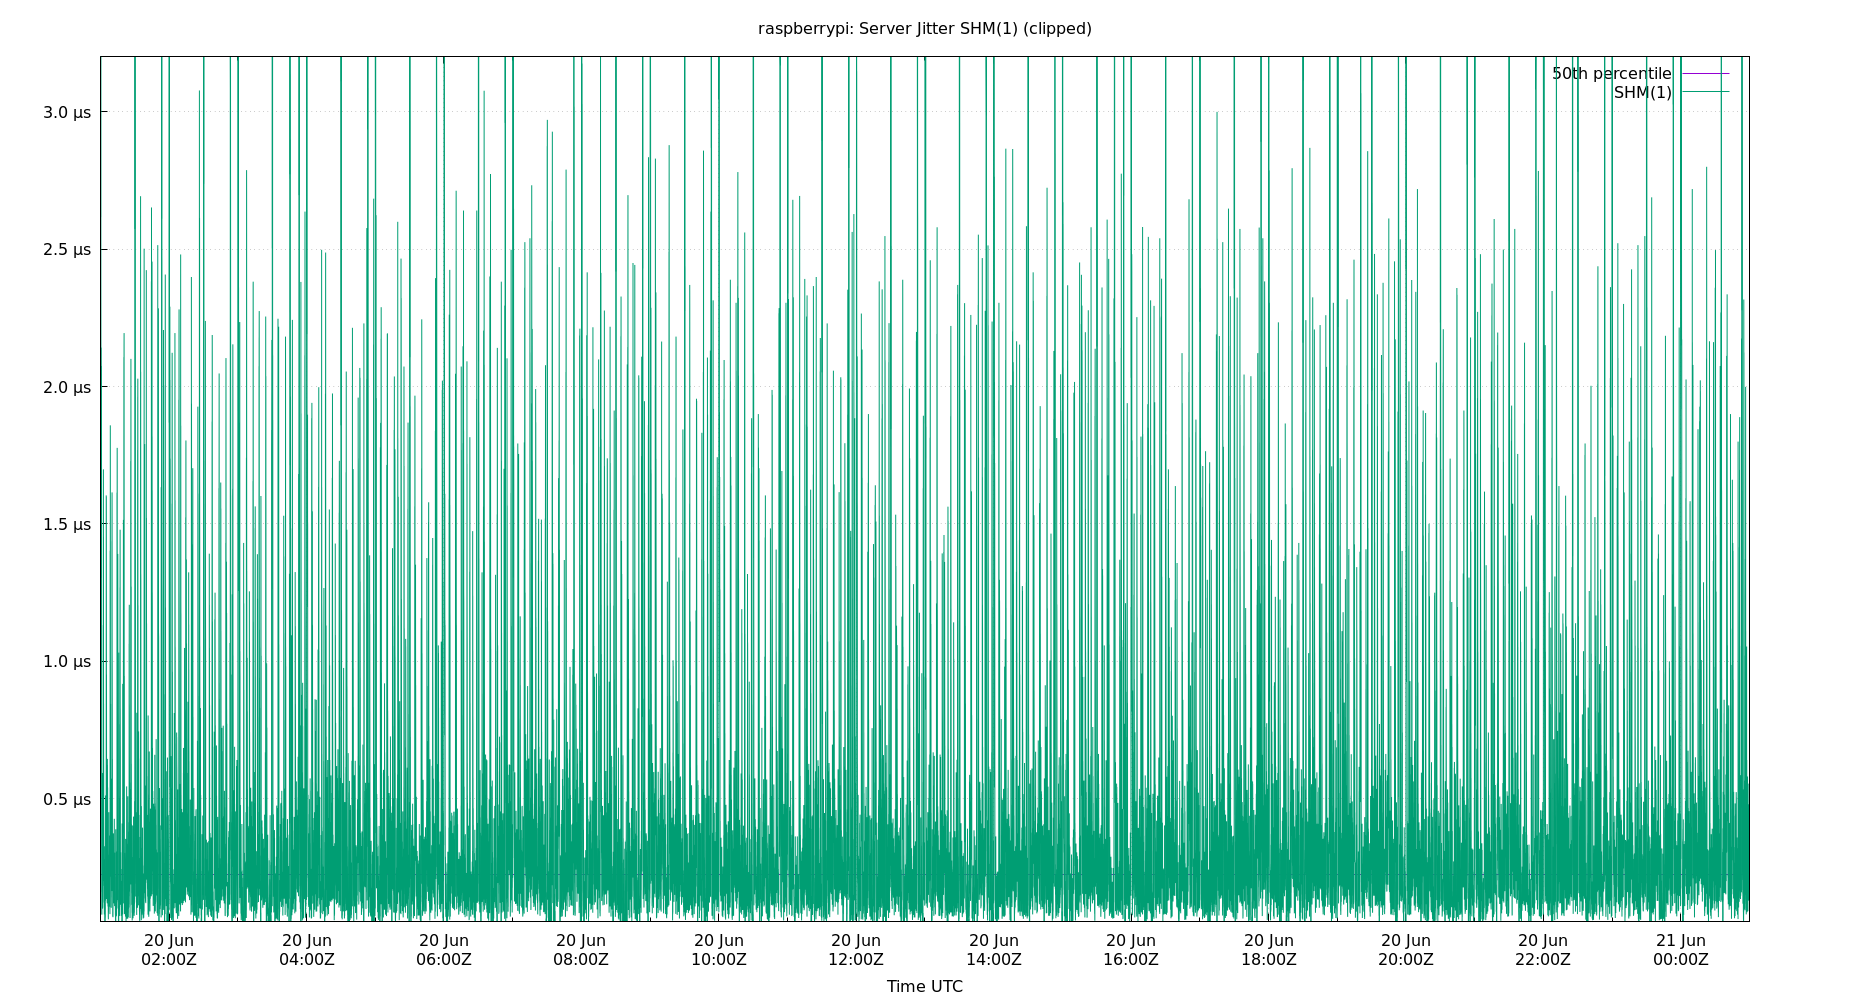 raspberrypi: Server Jitter SHM(1) (clipped)
50th percentile
SHM(1)
3.0 µs
2.5 µs
2.0 µs
1.5 µs
1.0 µs
0.5 µs
20 Jun 20 Jun 20 Jun 20 Jun 20 Jun 20 Jun 20 Jun 20 Jun 20 Jun 20 Jun 20 Jun 21 Jun
02:00Z 04:00Z 06:00Z 08:00Z 10:00Z 12:00Z 14:00Z 16:00Z 18:00Z 20:00Z 22:00Z 00:00Z
Time UTC